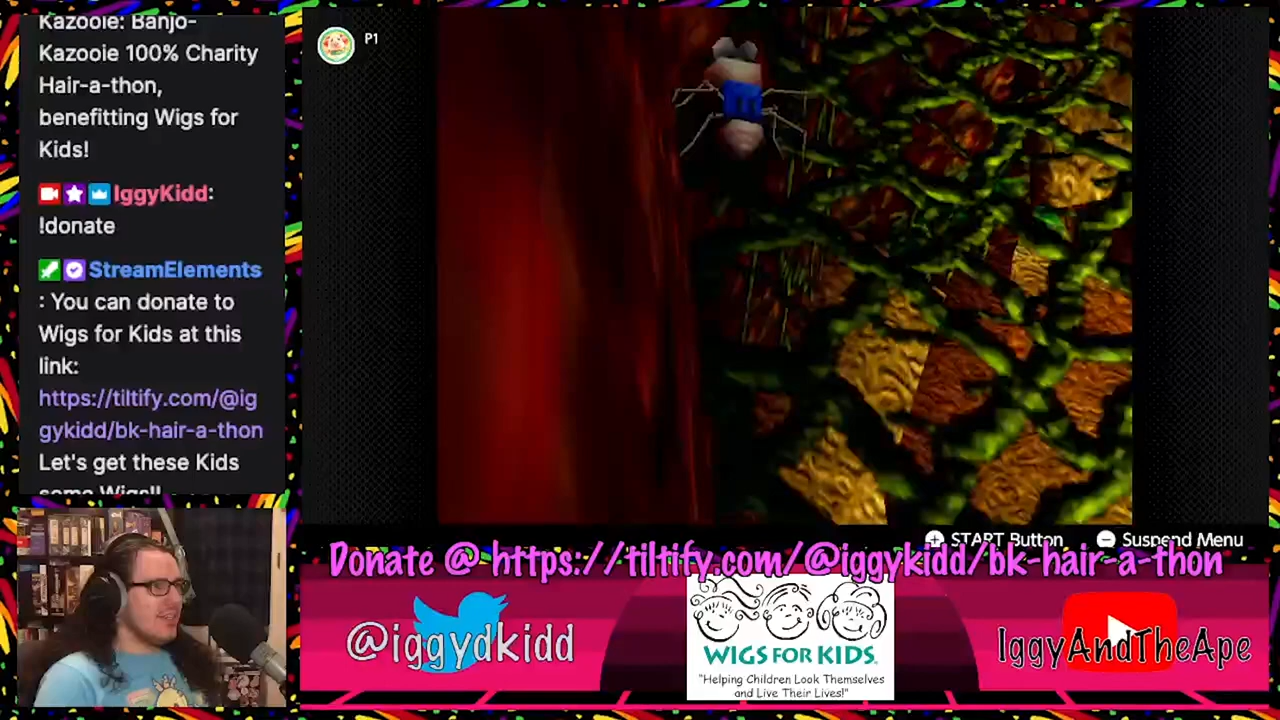 Kazooie: Banjo-
Kazooie 100% Charity
Hair-a-thon,
benefitting Wigs for
Kids!
IggyKidd:
!donate
StreamElements
: You can donate to
Wigs for Kids at this
link:
https://tiltify.com/@ig
gykidd/bk-hair-a-thon
Let's get these Kids
some Wigs!!
P1
START Button
Suspend Menu
Donate @ https://tiltify.com/@iggykidd/bk-hair-a-thon
@iggydkidd
WIGS FOR KIDS.
"Helping Children Look Themselves
and Live Their Lives!"
IggyAndTheApe